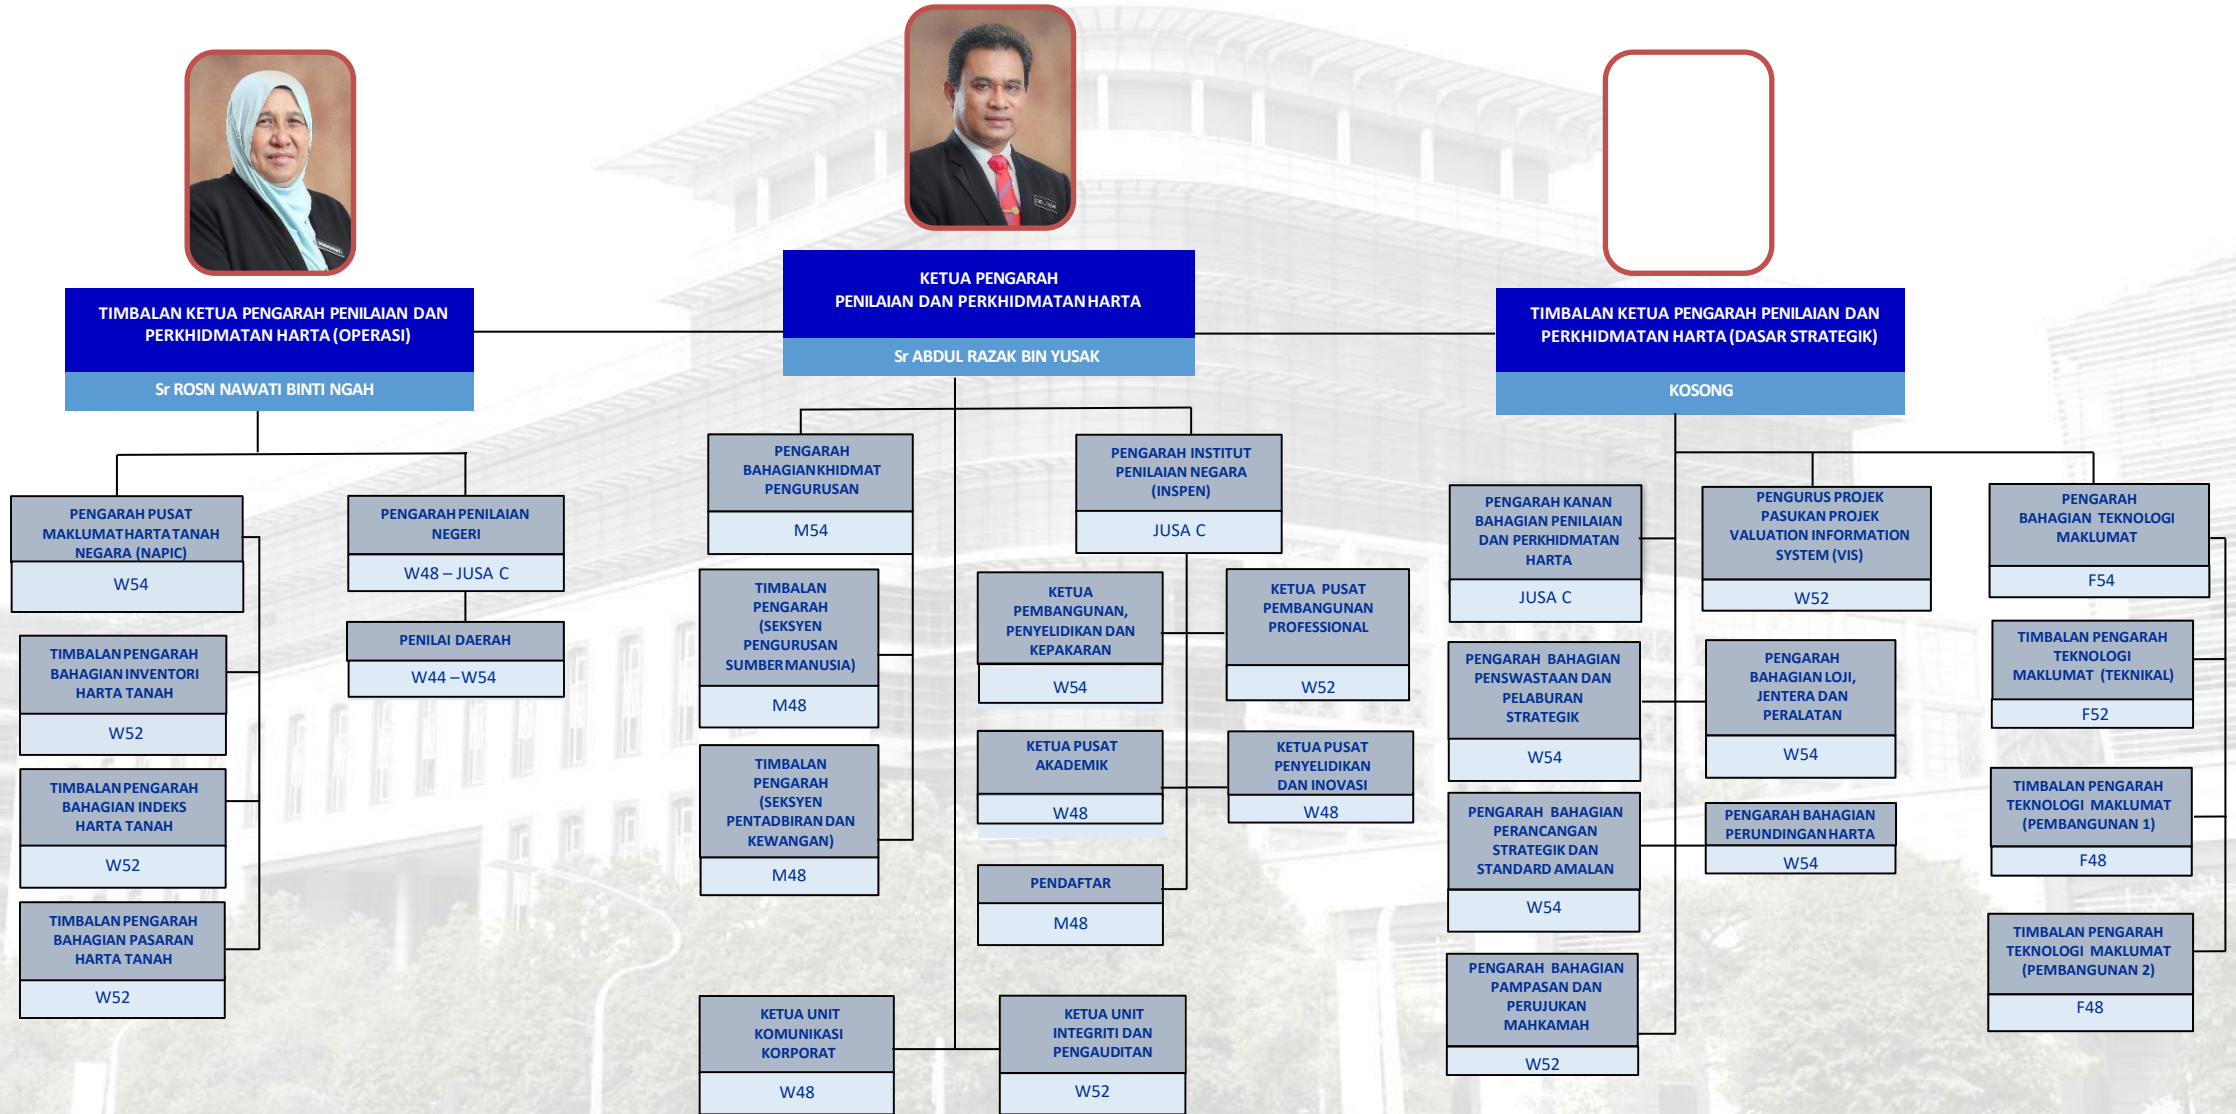 KETUA PENGARAH
PENILAIAN DAN PERKHIDMATAN HARTA
Sr ABDUL RAZAK BIN YUSAK
TIMBALAN KETUA PENGARAH PENILAIAN DAN
PERKHIDMATAN HARTA (OPERASI)
Sr ROSN NAWATI BINTI NGAH
TIMBALAN KETUA PENGARAH PENILAIAN DAN
PERKHIDMATAN HARTA (DASAR STRATEGIK)
KOSONG
PENGARAH PUSAT
MAKLUMAT HARTA TANAH
NEGARA (NAPIC)
W54
TIMBALAN PENGARAH
BAHAGIAN INVENTORI
HARTA TANAH
W52
TIMBALAN PENGARAH
BAHAGIAN INDEKS
HARTA TANAH
W52
TIMBALAN PENGARAH
BAHAGIAN PASARAN
HARTA TANAH
W52
PENGARAH PENILAIAN
NEGERI
W48 – JUSA C
PENILAI DAERAH
W44 – W54
PENGARAH
BAHAGIAN KHIDMAT
PENGURUSAN
M54
TIMBALAN
PENGARAH
(SEKSYEN
PENGURUSAN
SUMBER MANUSIA)
M48
TIMBALAN
PENGARAH
(SEKSYEN
PENTADBIRAN DAN
KEWANGAN)
M48
PENGARAH INSTITUT
PENILAIAN NEGARA
(INSPEN)
JUSA C
KETUA
PEMBANGUNAN,
PENYELIDIKAN DAN
KEPAKARAN
W54
KETUA PUSAT
PEMBANGUNAN
PROFESSIONAL
W52
KETUA PUSAT
AKADEMIK
W48
KETUA PUSAT
PENYELIDIKAN
DAN INOVASI
W48
PENDAFTAR
M48
KETUA UNIT
KOMUNIKASI
KORPORAT
W48
KETUA UNIT
INTEGRITI DAN
PENGAUDITAN
W52
PENGARAH KANAN
BAHAGIAN PENILAIAN
DAN PERKHIDMATAN
HARTA
JUSA C
PENGURUS PROJEK
PASUKAN PROJEK
VALUATION INFORMATION
SYSTEM (VIS)
W52
PENGARAH BAHAGIAN
PENSWASTAAN DAN
PELABURAN
STRATEGIK
W54
PENGARAH
BAHAGIAN LOJI,
JENTERA DAN
PERALATAN
W54
PENGARAH BAHAGIAN
PERANCANGAN
STRATEGIK DAN
STANDARD AMALAN
W54
PENGARAH BAHAGIAN
PERUNDINGAN HARTA
W54
PENGARAH BAHAGIAN
PAMPASAN DAN
PERUJUKAN
MAHKAMAH
W52
PENGARAH
BAHAGIAN TEKNOLOGI
MAKLUMAT
F54
TIMBALAN PENGARAH
TEKNOLOGI
MAKLUMAT (TEKNIKAL)
F52
TIMBALAN PENGARAH
TEKNOLOGI MAKLUMAT
(PEMBANGUNAN 1)
F48
TIMBALAN PENGARAH
TEKNOLOGI MAKLUMAT
(PEMBANGUNAN 2)
F48